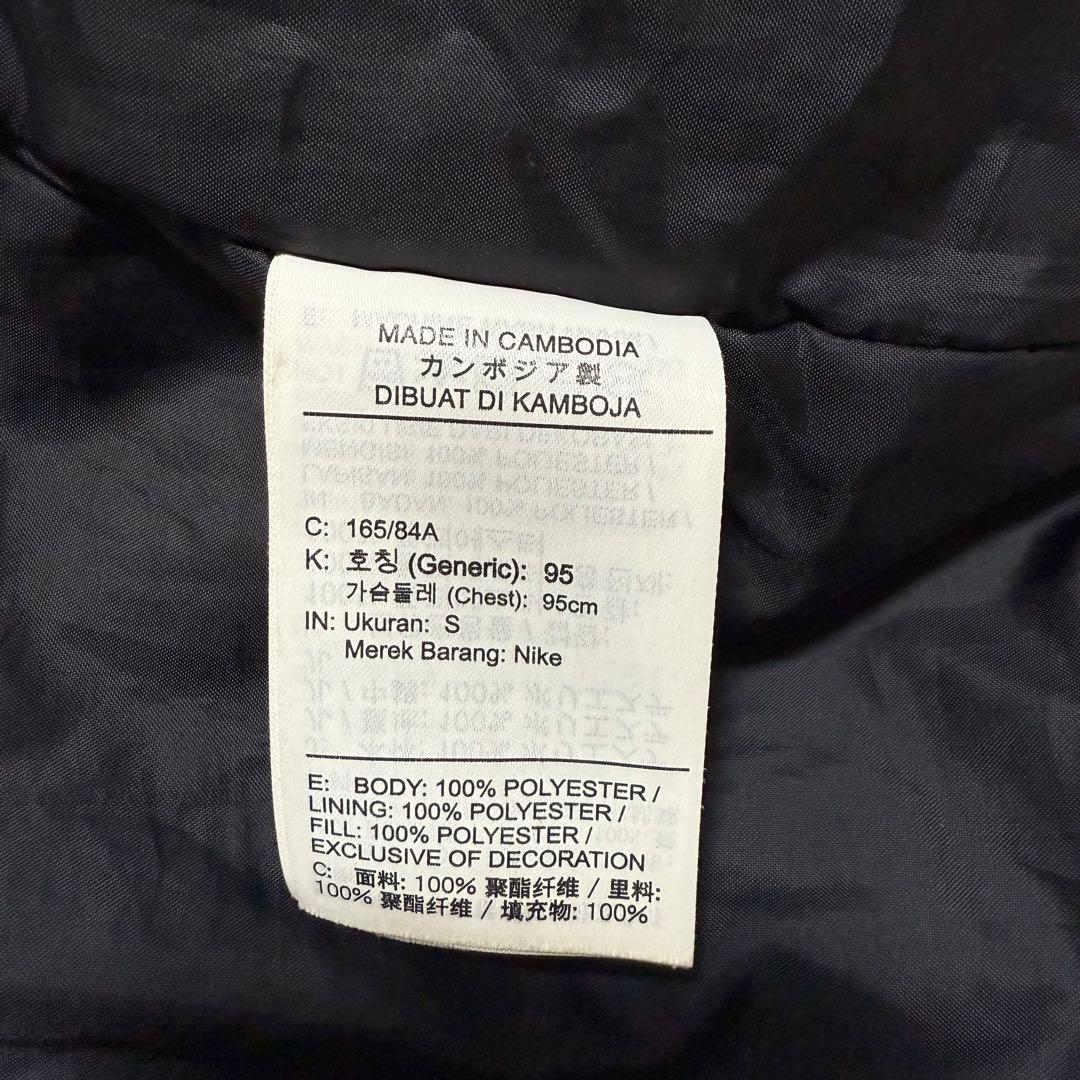 MADE IN CAMBODIA
カンボジア製
DIBUAT DI KAMBOJA
C: 165/84A
K: 호칭 (Generic): 95
가슴둘레 (Chest): 95cm
IN: Ukuran: S
Merek Barang: Nike
E: BODY: 100% POLYESTER /
LINING: 100% POLYESTER /
FILL: 100% POLYESTER /
EXCLUSIVE OF DECORATION
C: 面料: 100% 聚酯纤维 / 里料:
100% 聚酯纤维 / 填充物: 100%